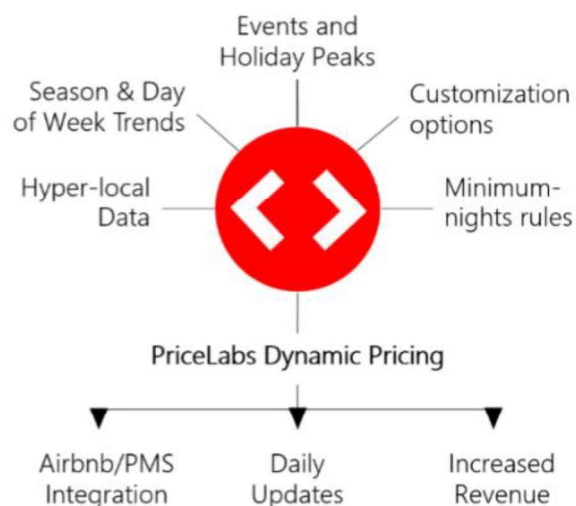 Events and
Holiday Peaks
Season & Day
of Week Trends
Customization
options
Hyper-local
Data
Minimum-
nights rules
PriceLabs Dynamic Pricing
Airbnb/PMS
Integration
Daily
Updates
Increased
Revenue